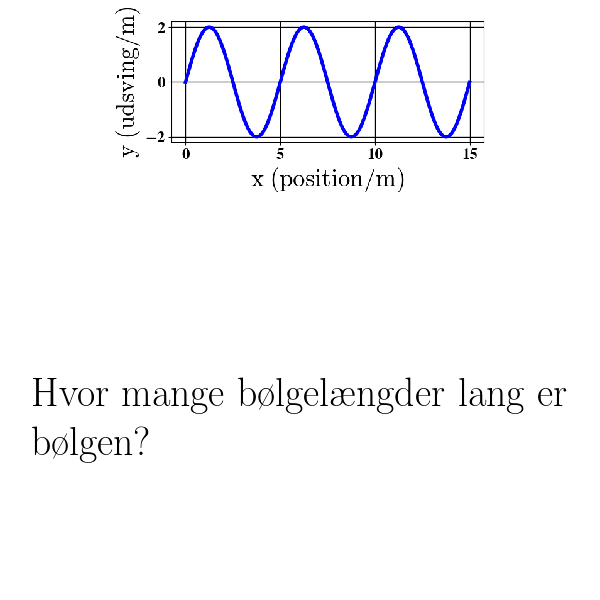 y (udsving/m)
2
0
−2
0 5 10 15
x (position/m)
Hvor mange bølgelængder lang er
bølgen?